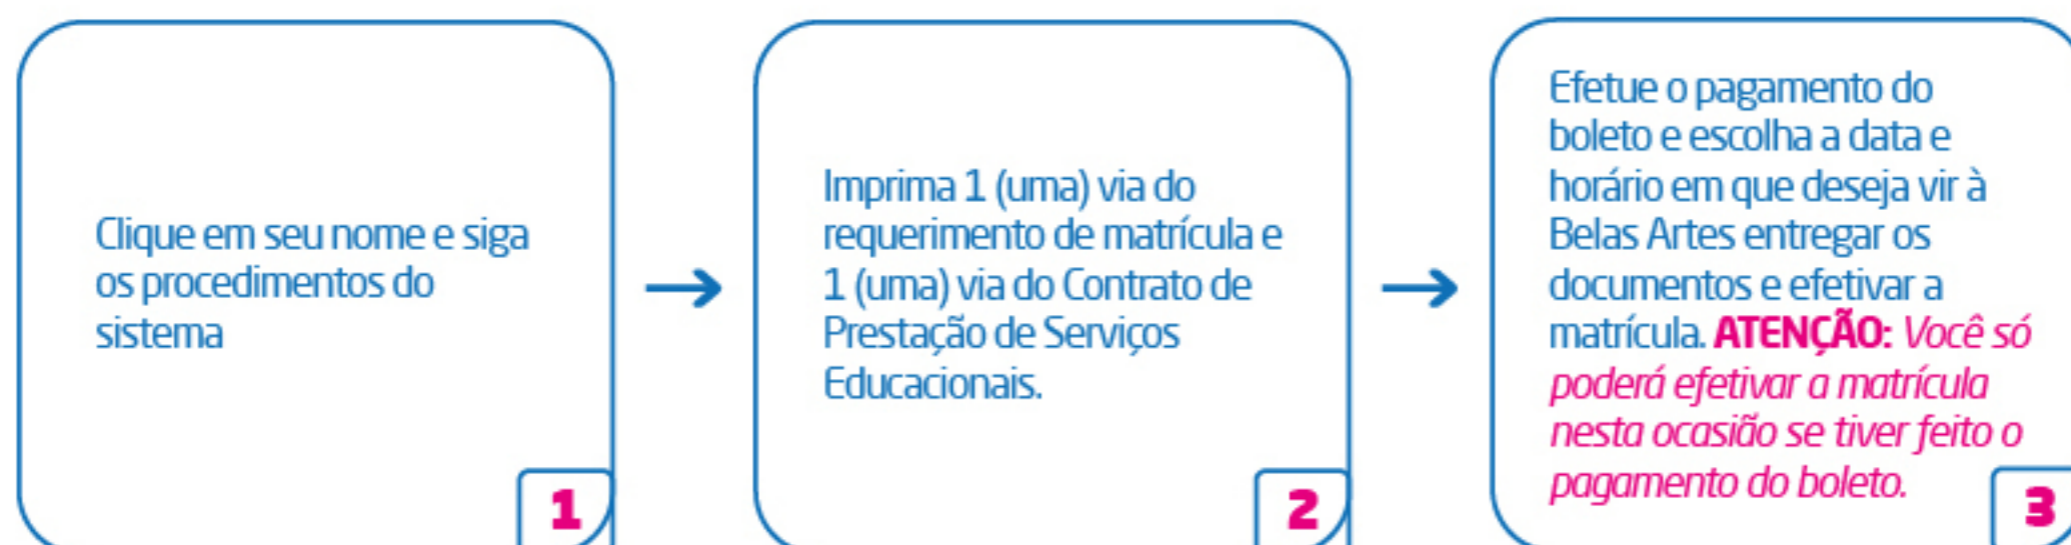 Clique em seu nome e siga
os procedimentos do
sistema
1
Imprima 1 (uma) via do
requerimento de matrícula e
1 (uma) via do Contrato de
Prestação de Serviços
Educacionais.
2
Efetue o pagamento do
boleto e escolha a data e
horário em que deseja vir à
Belas Artes entregar os
documentos e efetivar a
matrícula. ATENÇÃO: Você só
poderá efetivar a matrícula
nesta ocasião se tiver feito o
pagamento do boleto.
3